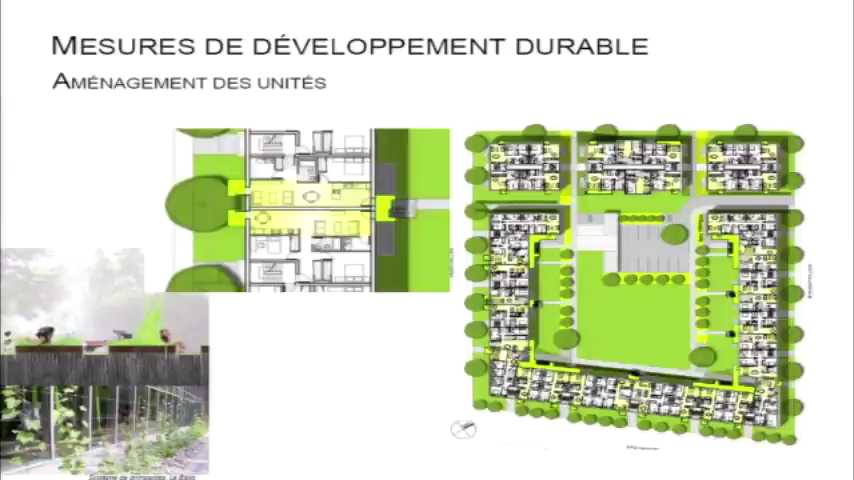 MESURES DE DÉVELOPPEMENT DURABLE
AMÉNAGEMENT DES UNITÉS